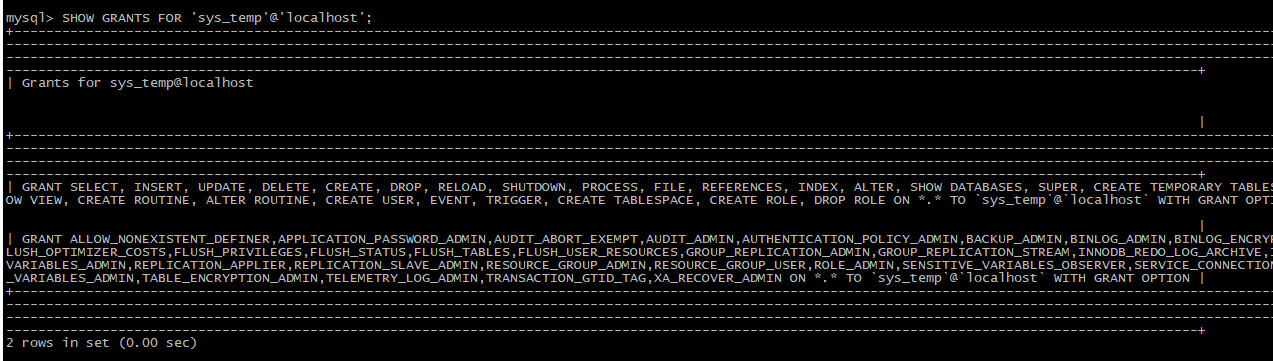 mysql> SHOW GRANTS FOR 'sys_temp'@'localhost';
| Grants for sys_temp@localhost
|
| GRANT SELECT, INSERT, UPDATE, DELETE, CREATE, DROP, RELOAD, SHUTDOWN, PROCESS, FILE, REFERENCES, INDEX, ALTER, SHOW DATABASES, SUPER, CREATE TEMPORARY TABLES
OW VIEW, CREATE ROUTINE, ALTER ROUTINE, CREATE USER, EVENT, TRIGGER, CREATE TABLESPACE, CREATE ROLE, DROP ROLE ON *.* TO `sys_temp`@`localhost` WITH GRANT OPTI
|
| GRANT ALLOW_NONEXISTENT_DEFINER,APPLICATION_PASSWORD_ADMIN,AUDIT_ABORT_EXEMPT,AUDIT_ADMIN,AUTHENTICATION_POLICY_ADMIN,BACKUP_ADMIN,BINLOG_ADMIN,BINLOG_ENCRYP
LUSH_OPTIMIZER_COSTS,FLUSH_PRIVILEGES,FLUSH_STATUS,FLUSH_TABLES,FLUSH_USER_RESOURCES,GROUP_REPLICATION_ADMIN,GROUP_REPLICATION_STREAM,INNODB_REDO_LOG_ARCHIVE,
VARIABLES_ADMIN,REPLICATION_APPLIER,REPLICATION_SLAVE_ADMIN,RESOURCE_GROUP_ADMIN,RESOURCE_GROUP_USER,ROLE_ADMIN,SENSITIVE_VARIABLES_OBSERVER,SERVICE_CONNECTION
_VARIABLES_ADMIN,TABLE_ENCRYPTION_ADMIN,TELEMETRY_LOG_ADMIN,TRANSACTION_GTID_TAG,XA_RECOVER_ADMIN ON *.* TO `sys_temp`@`localhost` WITH GRANT OPTION |
2 rows in set (0.00 sec)